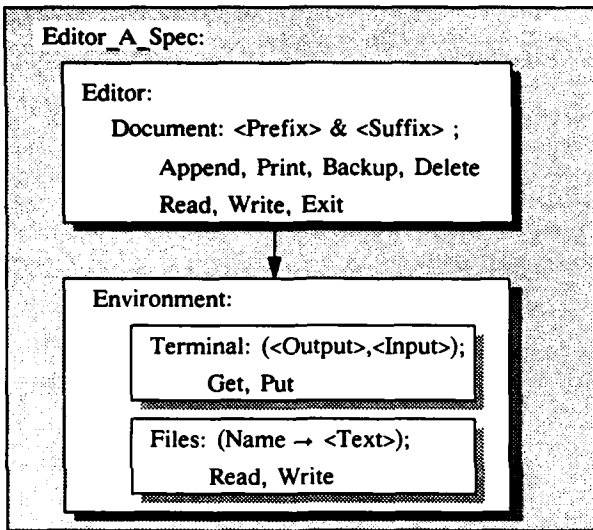 Editor_A_Spec:
Editor:
Document: <Prefix> & <Suffix> ;
Append, Print, Backup, Delete
Read, Write, Exit
Environment:
Terminal: (<Output>,<Input>);
Get, Put
Files: (Name → <Text>);
Read, Write